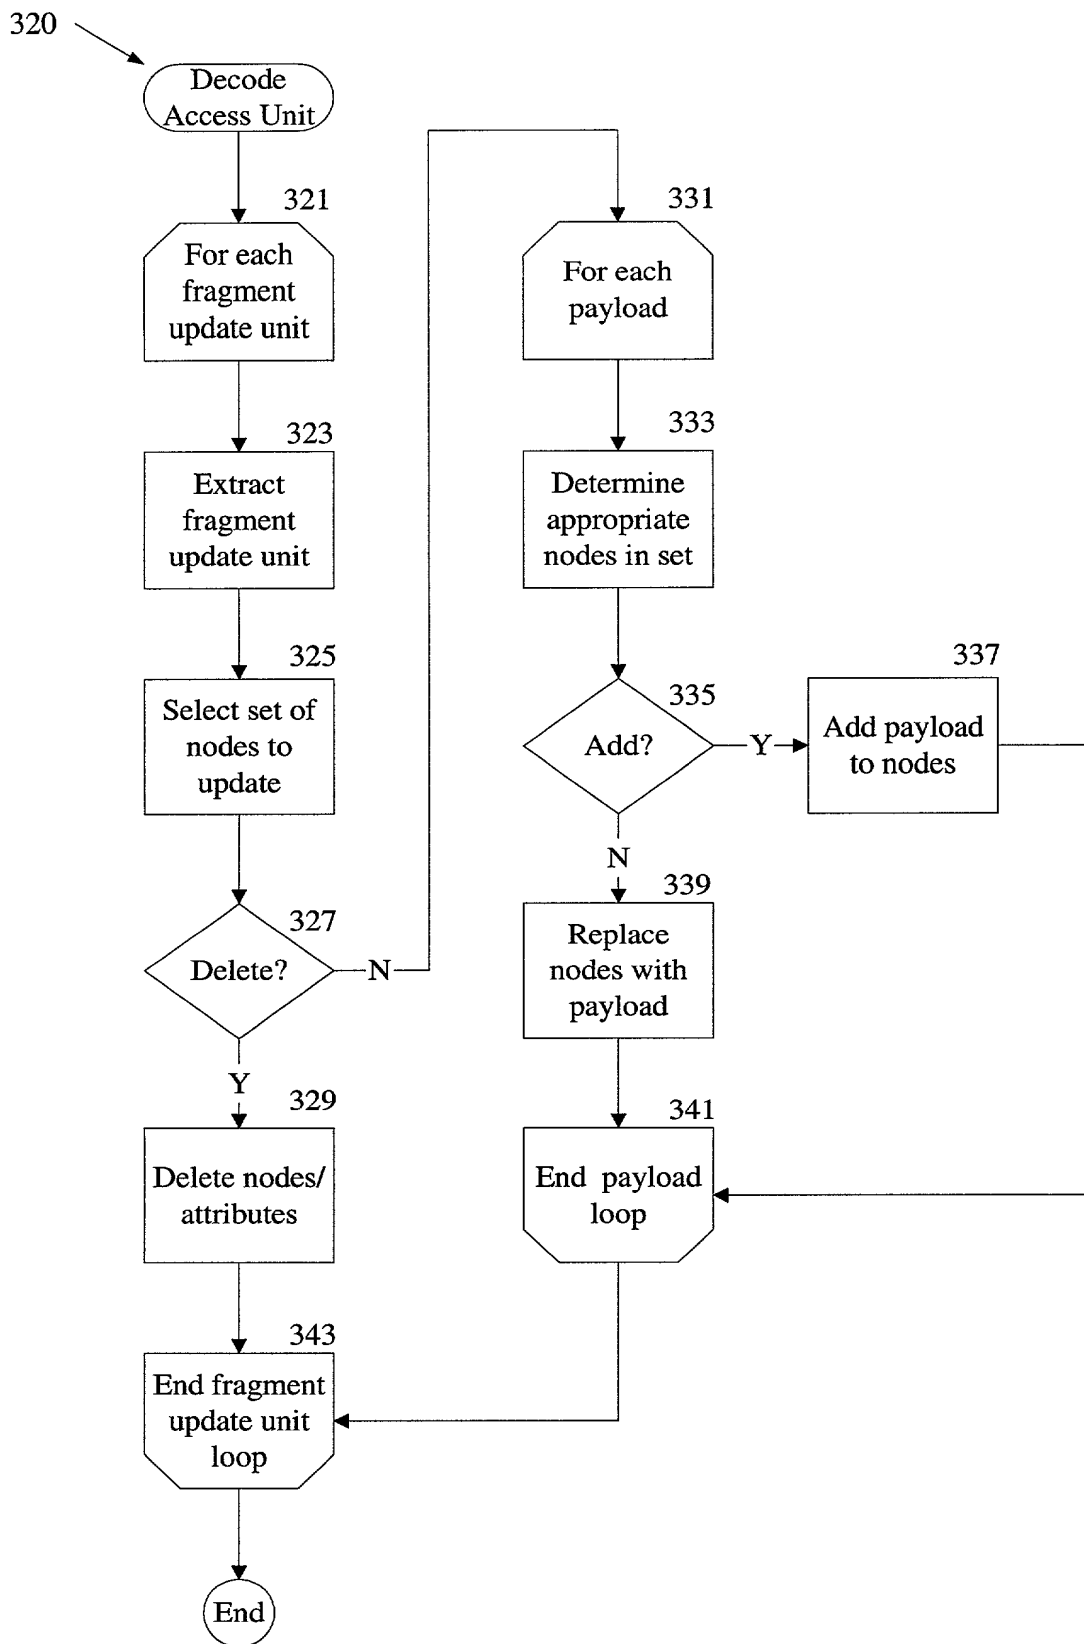 320
Decode
Access Unit
321
For each
fragment
update unit
323
Extract
fragment
update unit
325
Select set of
nodes to
update
327
Delete?
N
Y
329
Delete nodes/
attributes
343
End fragment
update unit
loop
End
331
For each
payload
333
Determine
appropriate
nodes in set
335
Add?
Y
337
Add payload
to nodes
N
339
Replace
nodes with
payload
341
End payload
loop